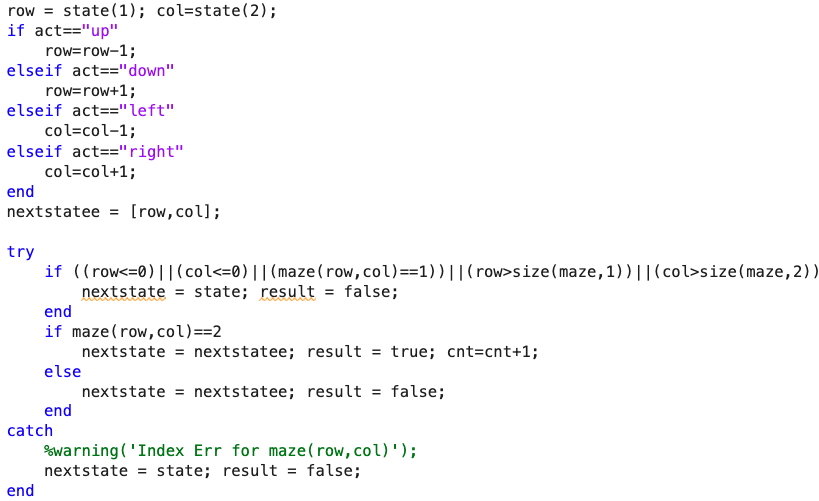 row = state(1); col=state(2);
if act=="up"
    row=row-1;
elseif act=="down"
    row=row+1;
elseif act=="left"
    col=col-1;
elseif act=="right"
    col=col+1;
end
nextstatee = [row,col];

try
    if ((row<=0)||(col<=0)||(maze(row,col)==1))||(row>size(maze,1))||(col>size(maze,2))
        nextstate = state; result = false;
    end
    if maze(row,col)==2
        nextstate = nextstatee; result = true; cnt=cnt+1;
    else
        nextstate = nextstatee; result = false;
    end
catch
    %warning('Index Err for maze(row,col)');
    nextstate = state; result = false;
end